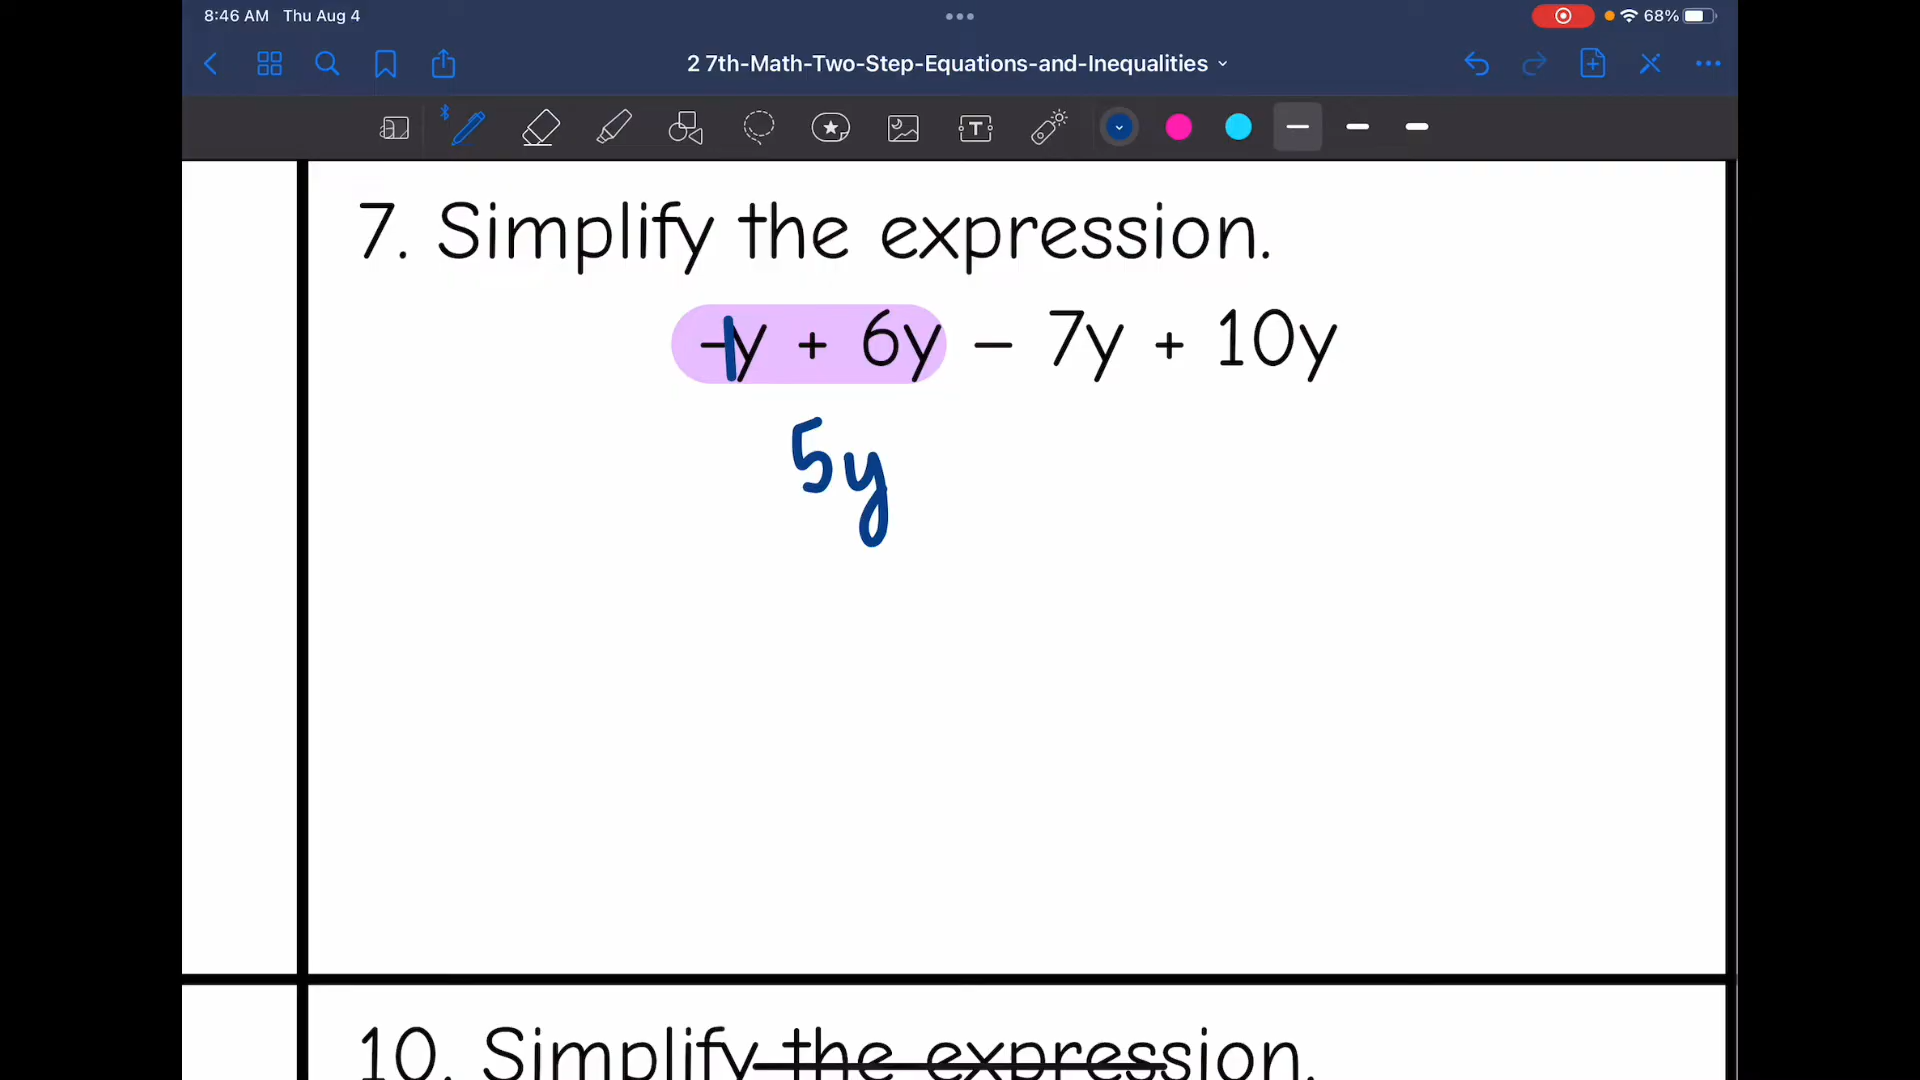 8:46 AM Thu Aug 4
68%
2 7th-Math-Two-Step-Equations-and-Inequalities
7. Simplify the expression.
-1y + 6y – 7y + 10y
5y
10. Simplify the expression.